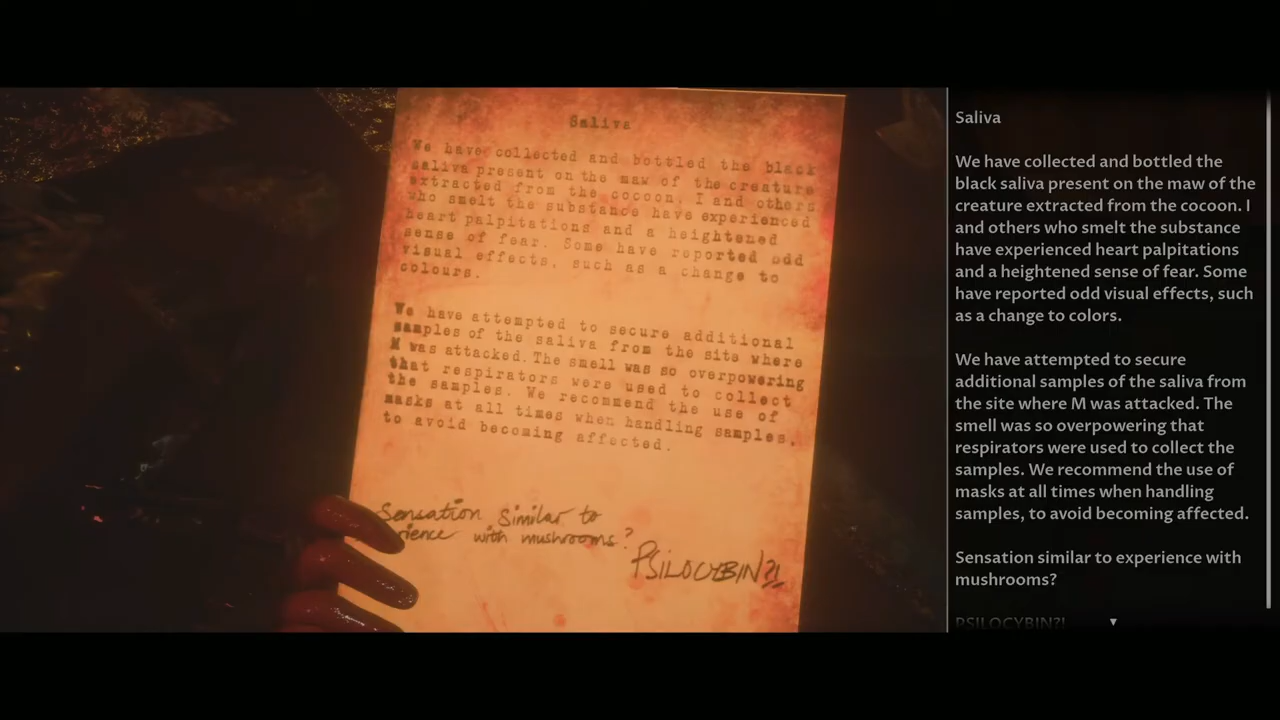 Saliva
We have collected and bottled the black
saliva present on the maw of the creature
extracted from the cocoon. I and others
who smelt the substance have experienced
heart palpitations and a heightened
sense of fear. Some have reported odd
visual effects, such as a change to
colours.
We have attempted to secure additional
samples of the saliva from the site where
M was attacked. The smell was so overpowering
that respirators were used to collect
the samples. We recommend the use of
masks at all times when handling samples,
to avoid becoming affected.
Sensation Similar to
rience with mushrooms?
PSILOCYBIN?!
Saliva
We have collected and bottled the
black saliva present on the maw of the
creature extracted from the cocoon. I
and others who smelt the substance
have experienced heart palpitations
and a heightened sense of fear. Some
have reported odd visual effects, such
as a change to colors.
We have attempted to secure
additional samples of the saliva from
the site where M was attacked. The
smell was so overpowering that
respirators were used to collect the
samples. We recommend the use of
masks at all times when handling
samples, to avoid becoming affected.
Sensation similar to experience with
mushrooms?
PSILOCYBIN?!